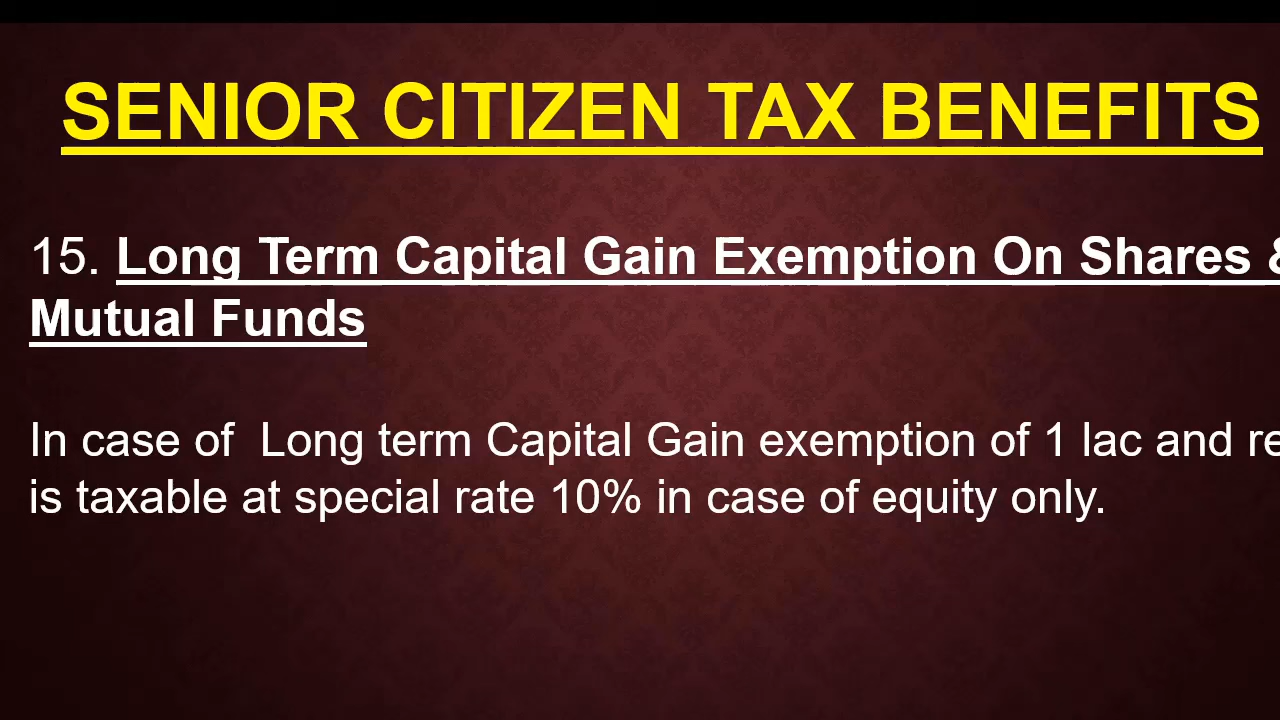 SENIOR CITIZEN TAX BENEFITS
15. Long Term Capital Gain Exemption On Shares &
Mutual Funds
In case of Long term Capital Gain exemption of 1 lac and re
is taxable at special rate 10% in case of equity only.